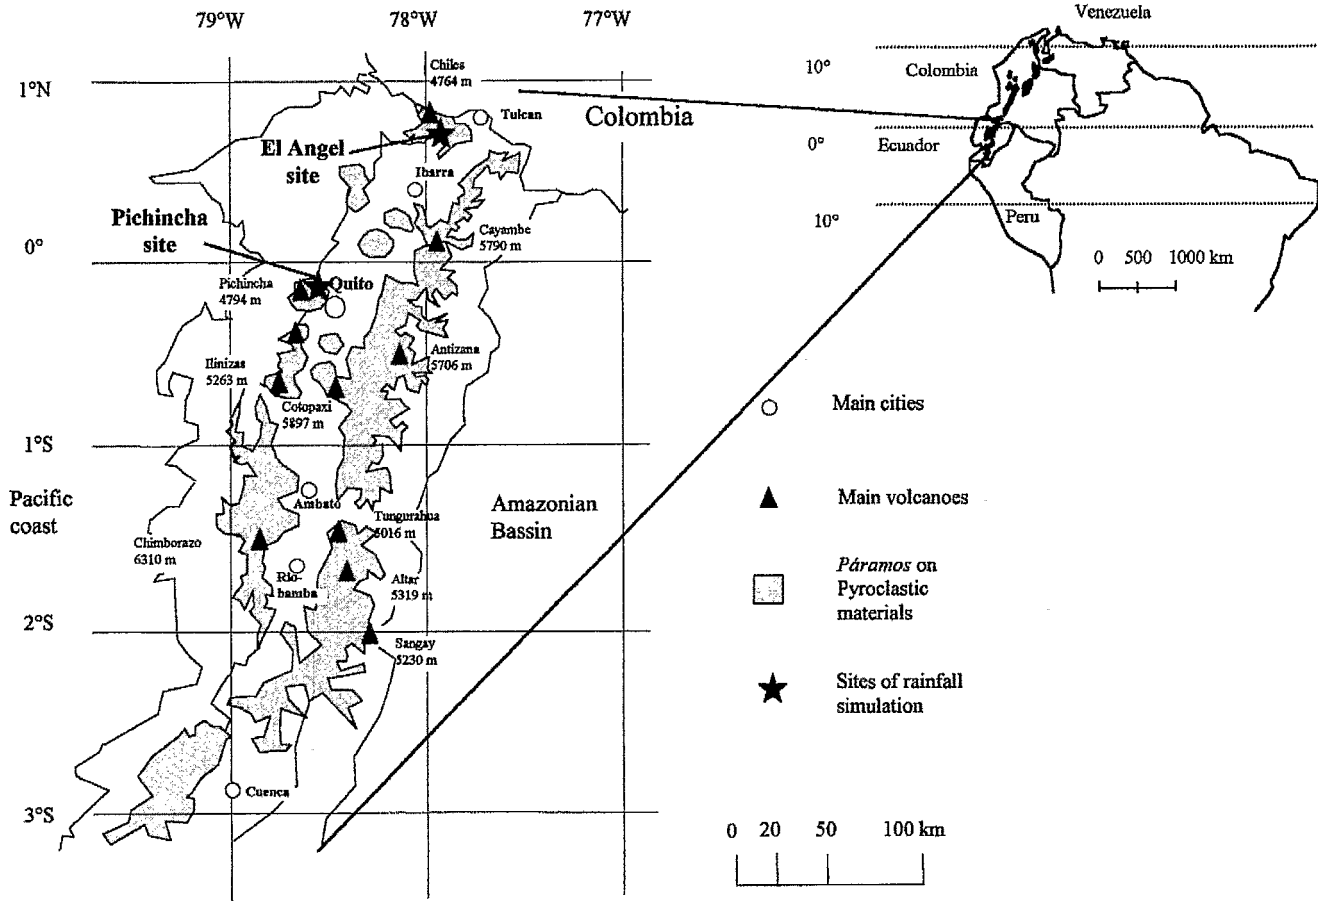 79°W
78°W
77°W
Venezuela
Chiles
4764 m
1°N
10°
Colombia
Tulcan
Colombia
El Angel
site
0°
Ecuador
Ibarra
Pichincha
site
10°
Peru
Cayambe
5790 m
0°
0 500 1000 km
Pichincha
4794 m
Quito
Ilinizas
5263 m
Antizana
5706 m
Cotopaxi
5897 m
Main cities
1°S
Pacific
coast
Ambato
Amazonian
Bassin
Main volcanoes
Tungurahua
5016 m
Chimborazo
6310 m
Rio-
bamba
Altar
5319 m
Páramos on
Pyroclastic
materials
2°S
Sangay
5230 m
Sites of rainfall
simulation
Cuenca
3°S
0 20 50 100 km